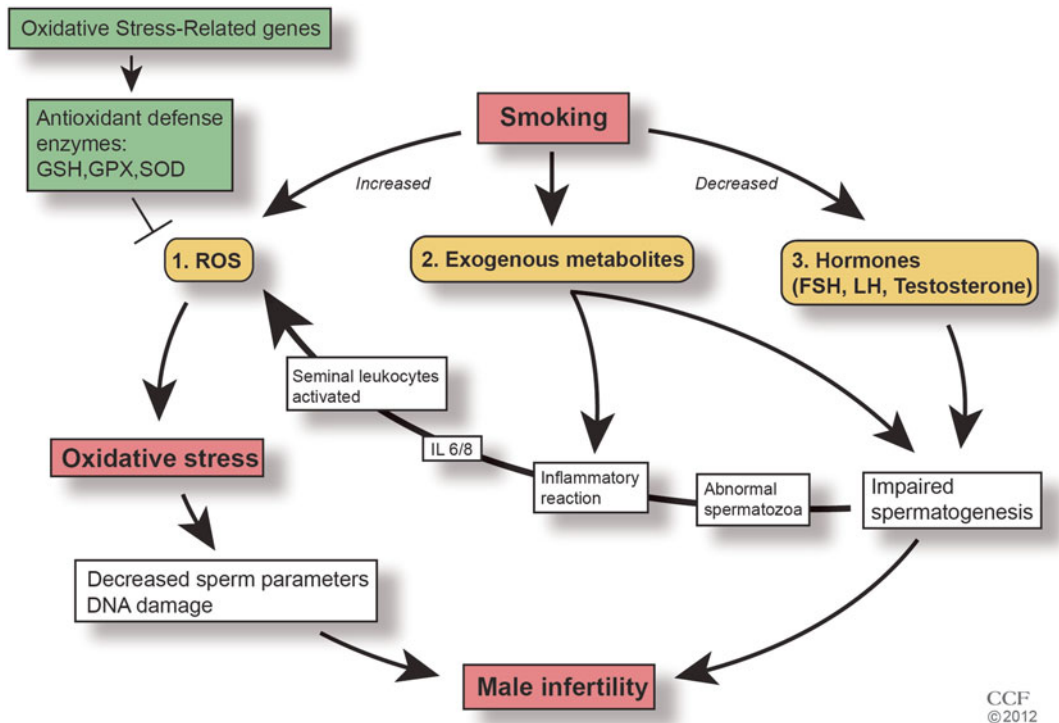 Oxidative Stress-Related genes
Antioxidant defense
enzymes:
GSH,GPX,SOD
Smoking
Increased
Decreased
1. ROS
2. Exogenous metabolites
3. Hormones
(FSH, LH, Testosterone)
Seminal leukocytes
activated
IL 6/8
Oxidative stress
Inflammatory
reaction
Abnormal
spermatozoa
Impaired
spermatogenesis
Decreased sperm parameters
DNA damage
Male infertility
CCF
©2012